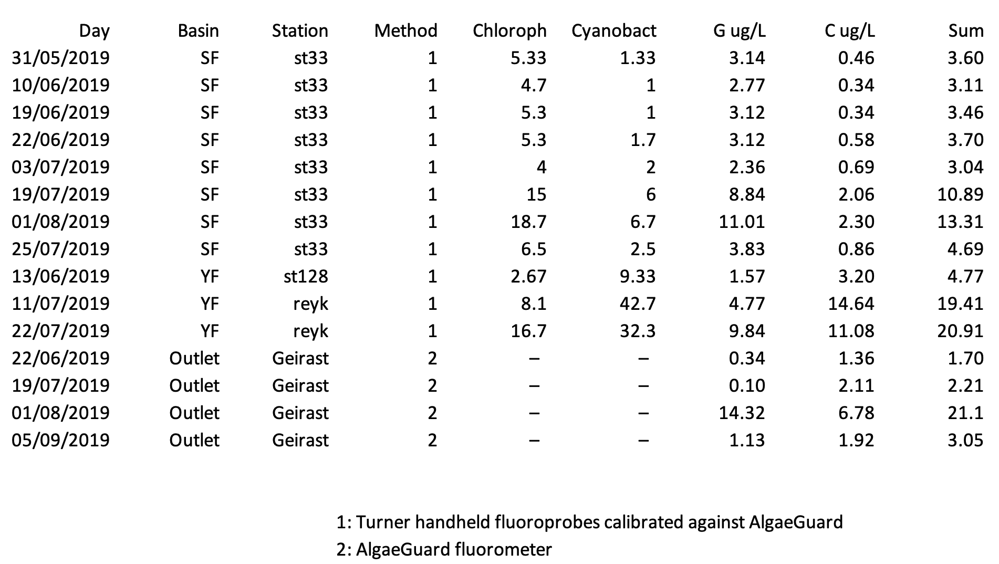 Day Basin Station Method Chloroph Cyanobact G ug/L C ug/L Sum
31/05/2019 SF st33 1 5.33 1.33 3.14 0.46 3.60
10/06/2019 SF st33 1 4.7 1 2.77 0.34 3.11
19/06/2019 SF st33 1 5.3 1 3.12 0.34 3.46
22/06/2019 SF st33 1 5.3 1.7 3.12 0.58 3.70
03/07/2019 SF st33 1 4 2 2.36 0.69 3.04
19/07/2019 SF st33 1 15 6 8.84 2.06 10.89
01/08/2019 SF st33 1 18.7 6.7 11.01 2.30 13.31
25/07/2019 SF st33 1 6.5 2.5 3.83 0.86 4.69
13/06/2019 YF st128 1 2.67 9.33 1.57 3.20 4.77
11/07/2019 YF reyk 1 8.1 42.7 4.77 14.64 19.41
22/07/2019 YF reyk 1 16.7 32.3 9.84 11.08 20.91
22/06/2019 Outlet Geirast 2 – – 0.34 1.36 1.70
19/07/2019 Outlet Geirast 2 – – 0.10 2.11 2.21
01/08/2019 Outlet Geirast 2 – – 14.32 6.78 21.1
05/09/2019 Outlet Geirast 2 – – 1.13 1.92 3.05
1: Turner handheld fluoroprobes calibrated against AlgaeGuard
2: AlgaeGuard fluorometer